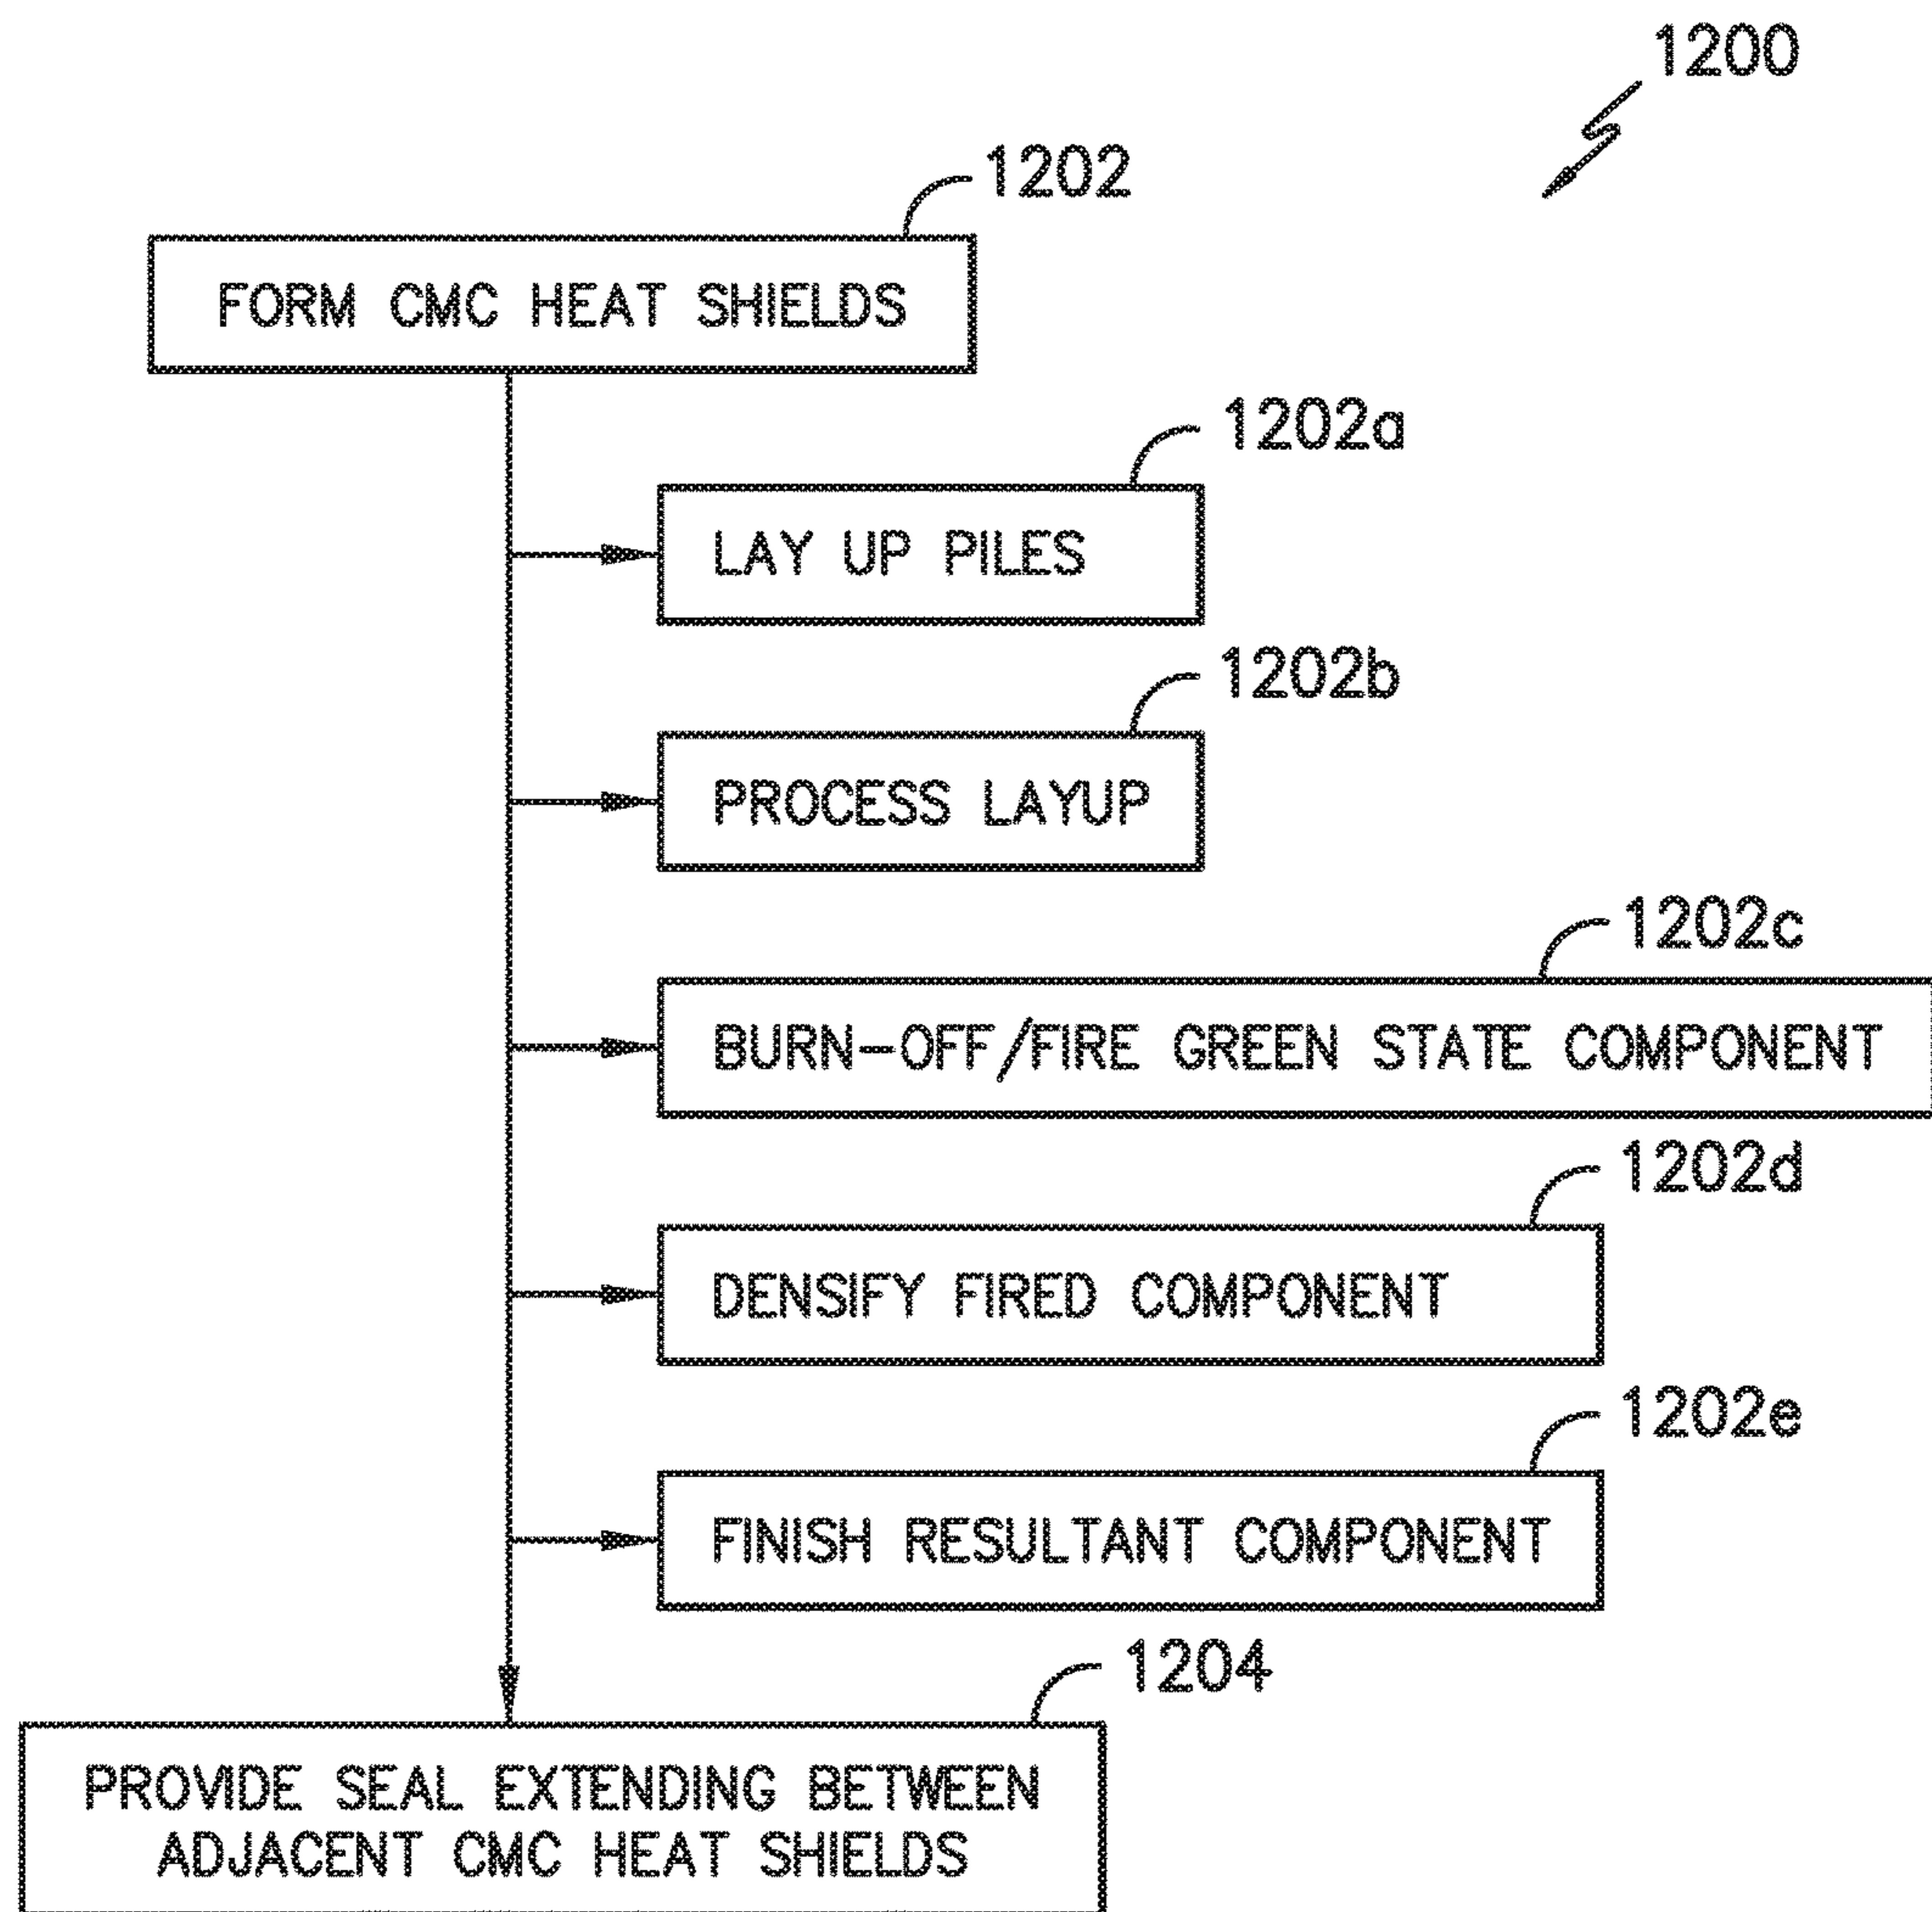 1200
1202
FORM CMC HEAT SHIELDS
1202a
LAY UP PILES
1202b
PROCESS LAYUP
1202c
BURN-OFF/FIRE GREEN STATE COMPONENT
1202d
DENSIFY FIRED COMPONENT
1202e
FINISH RESULTANT COMPONENT
1204
PROVIDE SEAL EXTENDING BETWEEN
ADJACENT CMC HEAT SHIELDS